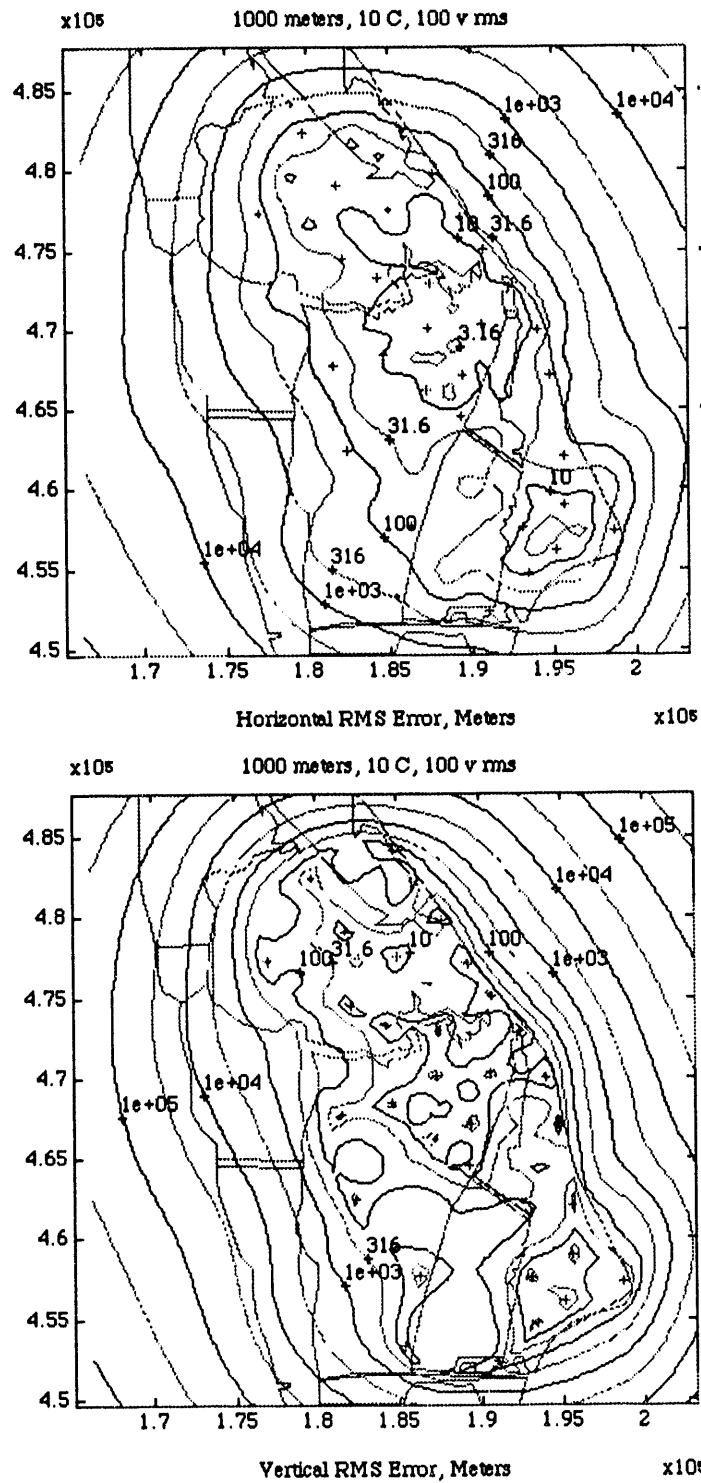 x10⁵ 1000 meters, 10 C, 100 v rms
4.85
4.8
4.75
4.7
4.65
4.6
4.55
4.5
1e+03
1e+04
316
100
10
31.6
3.16
31.6
10
100
1e+04
316
1e+03
1.7 1.75 1.8 1.85 1.9 1.95 2
Horizontal RMS Error, Meters x10⁵
x10⁵ 1000 meters, 10 C, 100 v rms
4.85
4.8
4.75
4.7
4.65
4.6
4.55
4.5
1e+05
1e+04
100
31.6
10
100
1e+03
1e+04
1e+05
316
1e+03
1.7 1.75 1.8 1.85 1.9 1.95 2
Vertical RMS Error, Meters x10⁵